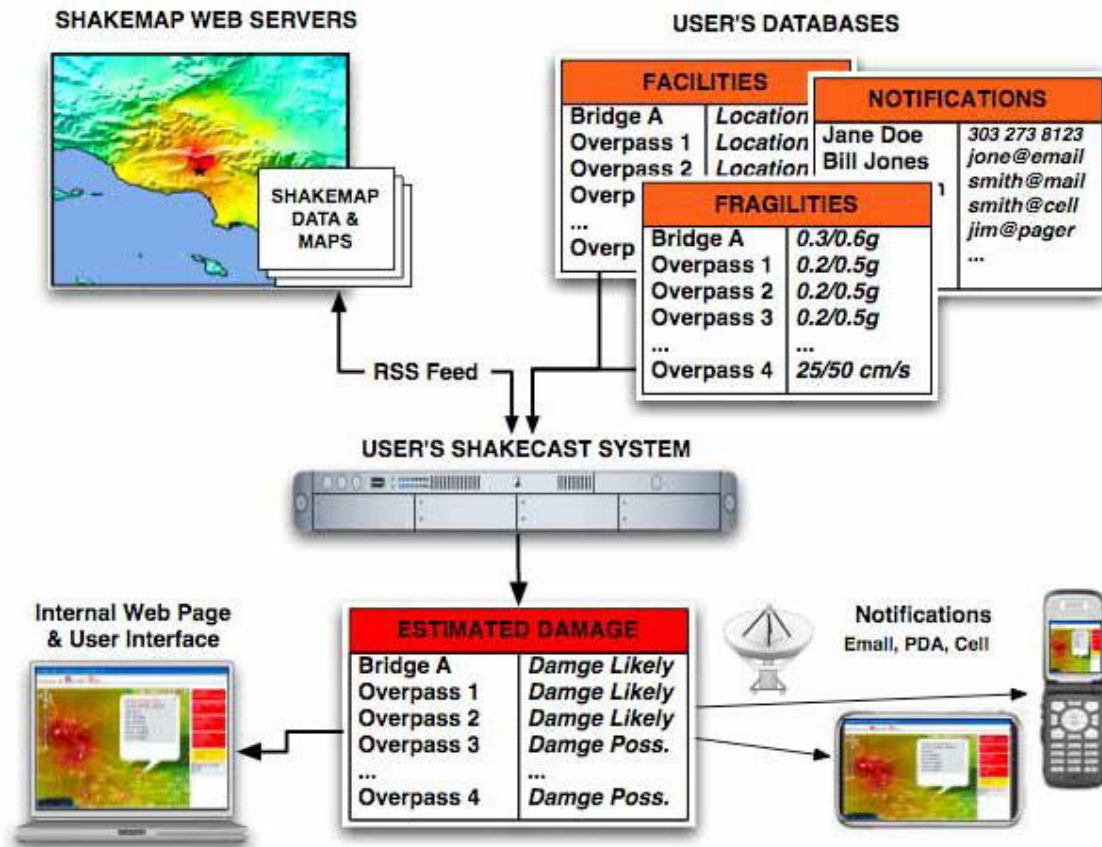 SHAKEMAP WEB SERVERS
SHAKEMAP
DATA &
MAPS
USER'S DATABASES
FACILITIES
Bridge A Location
Overpass 1 Location
Overpass 2 Location
Overp
...
Overp
NOTIFICATIONS
Jane Doe 303 273 8123
Bill Jones jone@email
smith@mail
smith@cell
jim@pager
...
FRAGILITIES
Bridge A 0.3/0.6g
Overpass 1 0.2/0.5g
Overpass 2 0.2/0.5g
Overpass 3 0.2/0.5g
... ...
Overpass 4 25/50 cm/s
RSS Feed
USER'S SHAKECAST SYSTEM
Internal Web Page
& User Interface
ESTIMATED DAMAGE
Bridge A Damge Likely
Overpass 1 Damge Likely
Overpass 2 Damge Likely
Overpass 3 Damge Poss.
... ...
Overpass 4 Damge Poss.
Notifications
Email, PDA, Cell